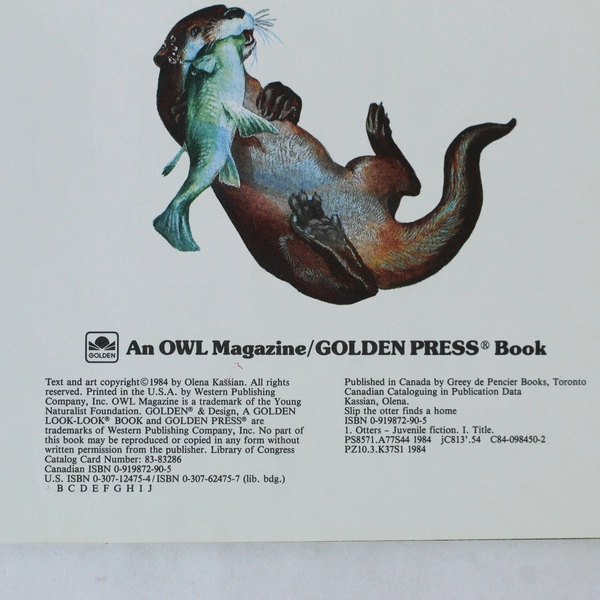 GOLDEN
An OWL Magazine/GOLDEN PRESS® Book
Text and art copyright©1984 by Olena Kassian. All rights
reserved. Printed in the U.S.A. by Western Publishing
Company, Inc. OWL Magazine is a trademark of the Young
Naturalist Foundation. GOLDEN® & Design, A GOLDEN
LOOK-LOOK® BOOK and GOLDEN PRESS® are
trademarks of Western Publishing Company, Inc. No part of
this book may be reproduced or copied in any form without
written permission from the publisher. Library of Congress
Catalog Card Number: 83-83286
Canadian ISBN 0-919872-90-5
U.S. ISBN 0-307-12475-4/ISBN 0-307-62475-7 (lib. bdg.)
B C D E F G H I J
Published in Canada by Greey de Pencier Books, Toronto
Canadian Cataloguing in Publication Data
Kassian, Olena.
Slip the otter finds a home
ISBN 0-919872-90-5
1. Otters – Juvenile fiction. I. Title.
PS8571.A77S44 1984 jC813'.54 C84-098450-2
PZ10.3.K37S1 1984